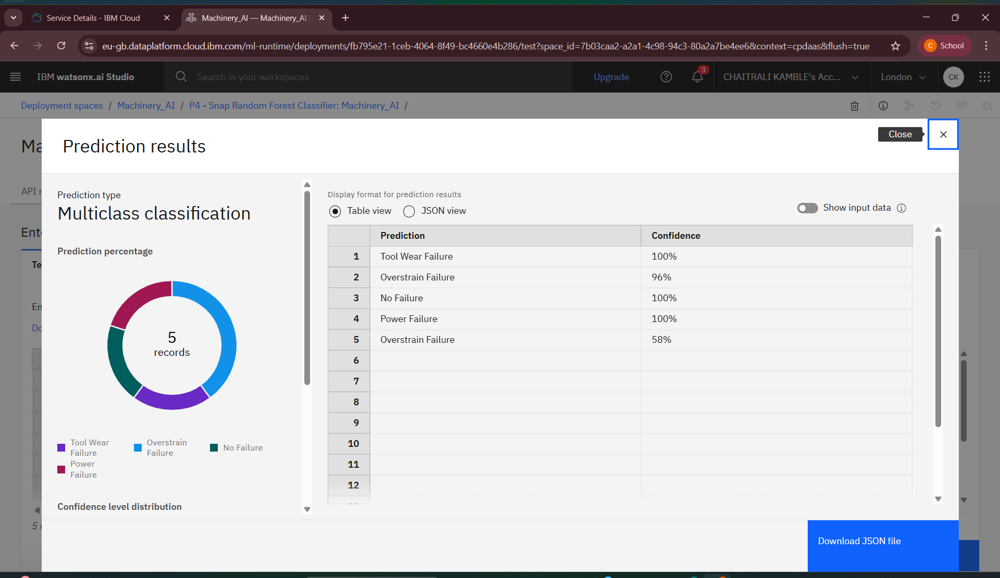 Service Details - IBM Cloud
Machinery_AI — Machinery_AI |
eu-gb.dataplatform.cloud.ibm.com/ml-runtime/deployments/fb795e21-1ceb-4064-8f49-bc4660e4b286/test?space_id=7b03caa2-a2a1-4c98-94c3-80a2a7be4ee6&context=cpdaas&flush=true
C School
IBM watsonx.ai Studio
Search in your workspaces
Upgrade
3
CHAITRALI KAMBLE's Acc...
London
CK
Deployment spaces / Machinery_AI / P4 - Snap Random Forest Classifier: Machinery_AI /
Ma
API r
Ente
Te
En
Do
5 r
Prediction results
Close
Prediction type
Multiclass classification
Prediction percentage
5
records
Tool Wear
Failure
Overstrain
Failure
No Failure
Power
Failure
Confidence level distribution
Display format for prediction results
Table view
JSON view
Show input data
Prediction Confidence
1 Tool Wear Failure 100%
2 Overstrain Failure 96%
3 No Failure 100%
4 Power Failure 100%
5 Overstrain Failure 58%
6
7
8
9
10
11
12
Download JSON file